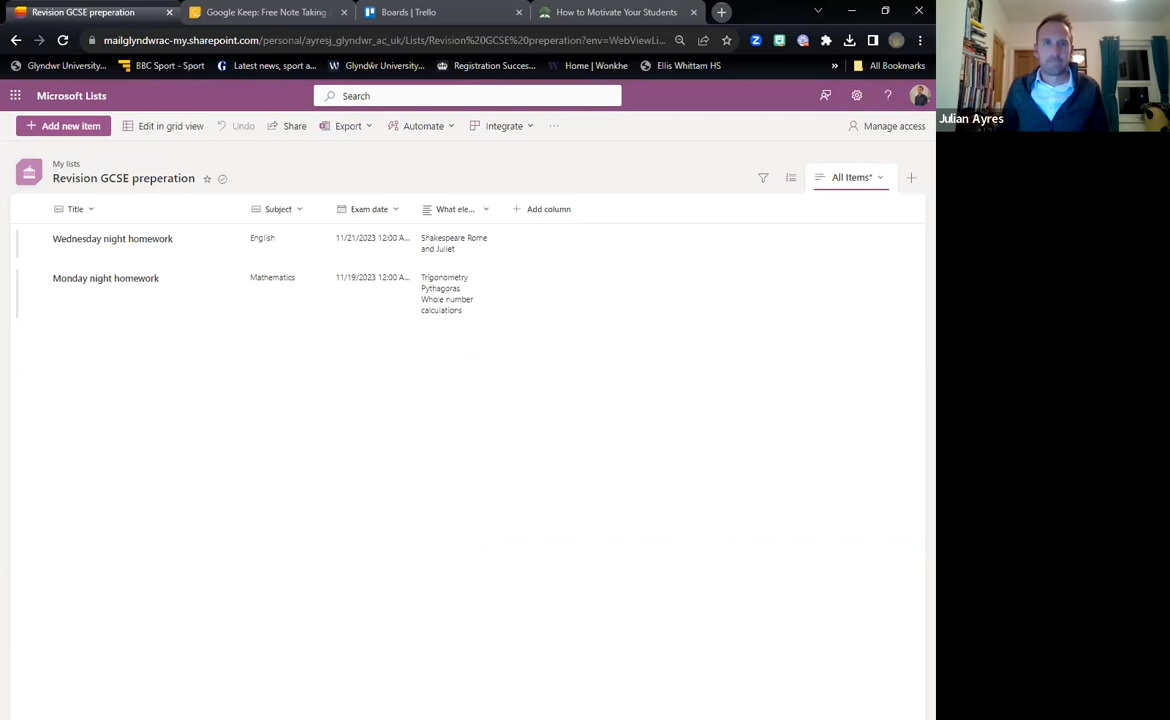 Revision GCSE preperation
Google Keep: Free Note Taking
Boards | Trello
How to Motivate Your Students
mailglyndwrac-my.sharepoint.com/personal/ayresj_glyndwr_ac_uk/Lists/Revision%20GCSE%20preperation?env=WebViewLi...
Glyndwr University...
BBC Sport - Sport
Latest news, sport a...
Glyndŵr University...
Registration Succes...
Home | Wonkhe
Ellis Whittam HS
»
All Bookmarks
Microsoft Lists
Search
Julian Ayres
+ Add new item
Edit in grid view
Undo
Share
Export
Automate
Integrate
...
Manage access
My lists
Revision GCSE preperation
All Items*
Title
Subject
Exam date
What ele...
+ Add column
Wednesday night homework
English
11/21/2023 12:00 A...
Shakespeare Rome
and Juliet
Monday night homework
Mathematics
11/19/2023 12:00 A...
Trigonometry
Pythagoras
Whole number
calculations